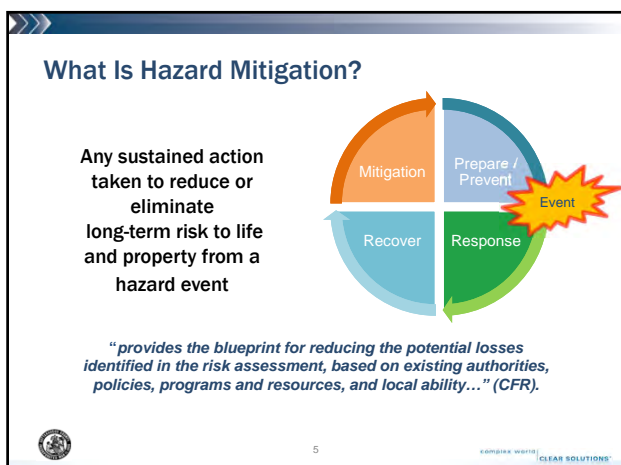 What Is Hazard Mitigation?
Any sustained action
taken to reduce or
eliminate
long-term risk to life
and property from a
hazard event
Mitigation
Prepare /
Prevent
Event
Recover
Response
“provides the blueprint for reducing the potential losses
identified in the risk assessment, based on existing authorities,
policies, programs and resources, and local ability…” (CFR).
5
complex world
CLEAR SOLUTIONS™